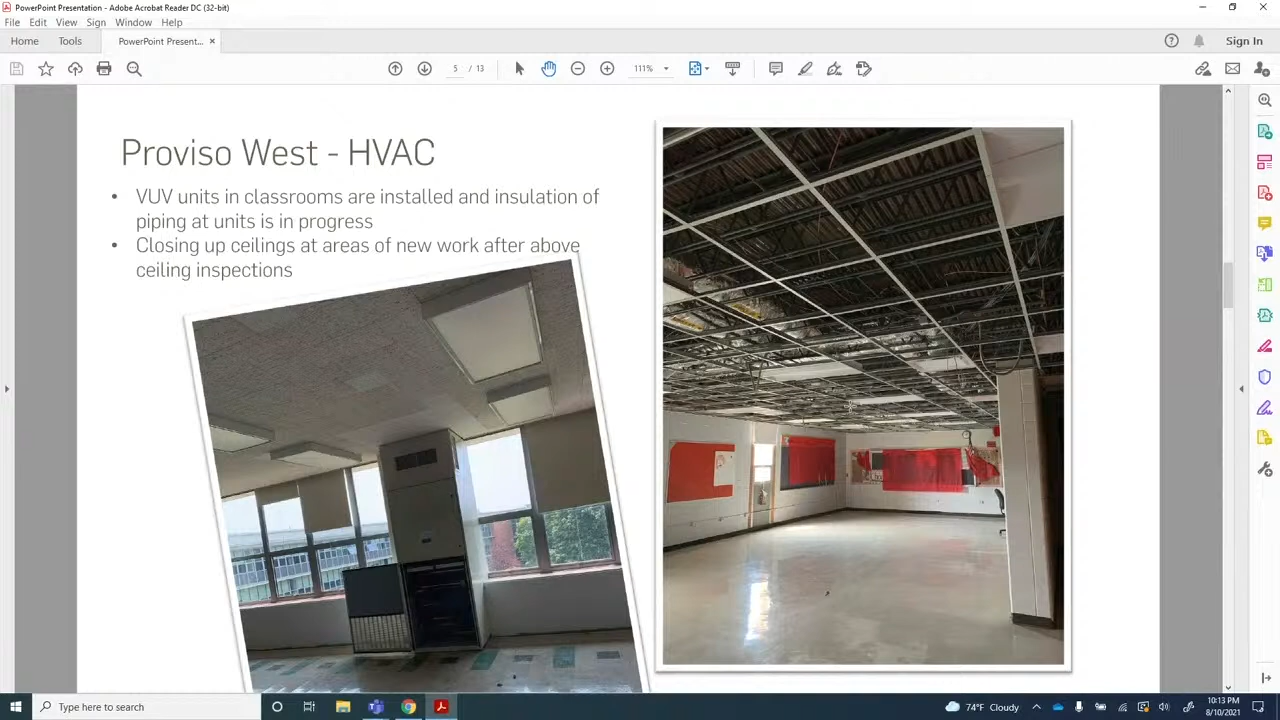 PowerPoint Presentation - Adobe Acrobat Reader DC (32-bit)
File Edit View Sign Window Help
Home Tools PowerPoint Present... × Sign In
5 / 13 111%
Proviso West - HVAC
• VUV units in classrooms are installed and insulation of
piping at units is in progress
• Closing up ceilings at areas of new work after above
ceiling inspections
Type here to search
74°F Cloudy
10:13 PM
8/10/2021